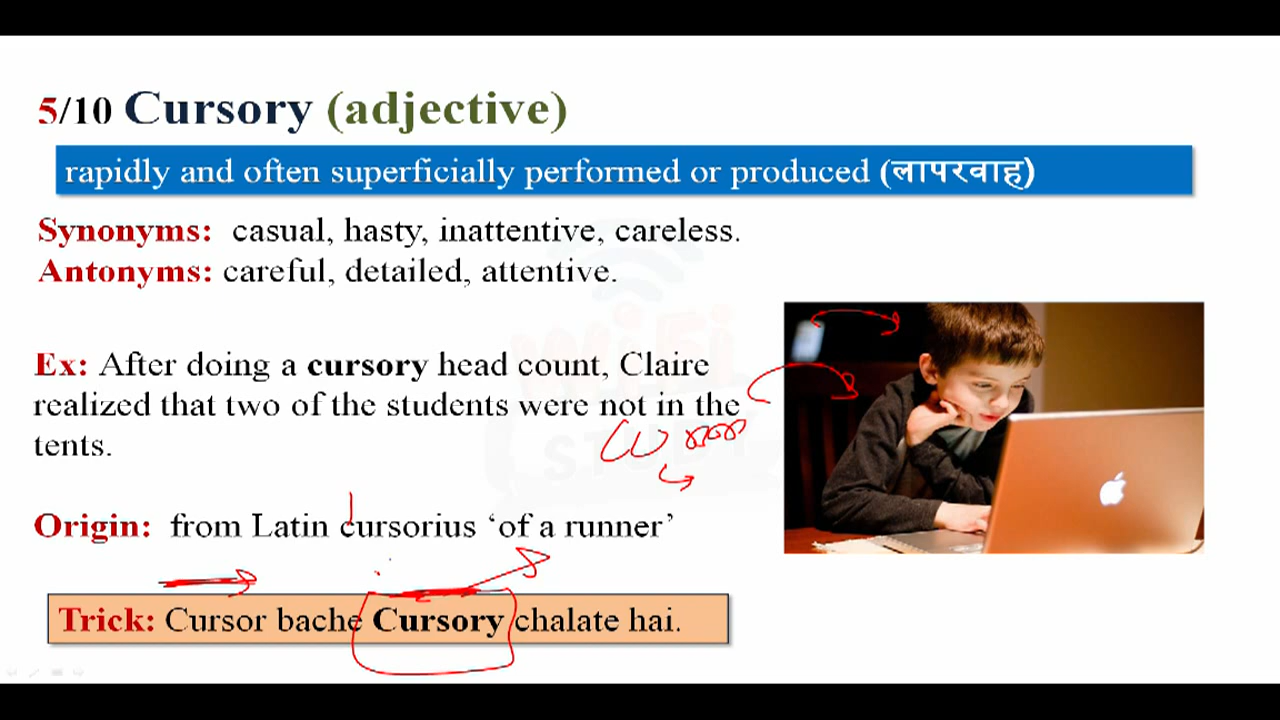 5/10 Cursory (adjective)
rapidly and often superficially performed or produced (लापरवाह)
Synonyms: casual, hasty, inattentive, careless.
Antonyms: careful, detailed, attentive.
Ex: After doing a cursory head count, Claire
realized that two of the students were not in the
tents.
Origin: from Latin cursorius ‘of a runner’
Trick: Cursor bache Cursory chalate hai.
WiFi
STUDY